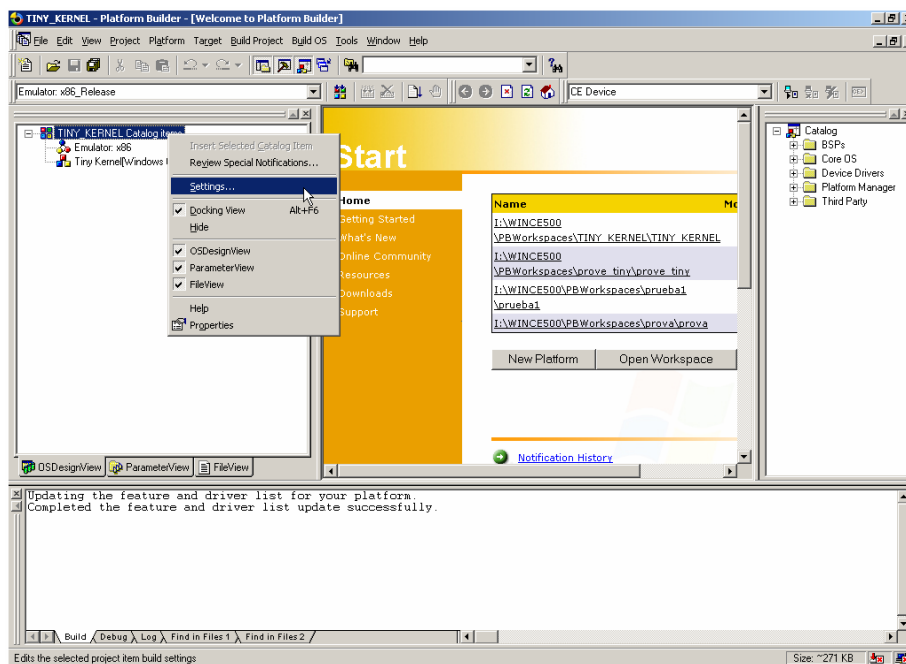 TINY_KERNEL - Platform Builder - [Welcome to Platform Builder]
File Edit View Project Platform Target Build Project Build OS Tools Window Help
Emulator: x86_Release
CE Device
TINY_KERNEL Catalog items
Emulator: x86
Tiny Kernel[Windows
Insert Selected Catalog Item
Review Special Notifications...
Settings...
Docking View Alt+F6
Hide
OSDesignView
ParameterView
FileView
Help
Properties
Start
Home
Getting Started
What's New
Online Community
Resources
Downloads
Support
Name
I:\WINCE500
\PBWorkspaces\TINY_KERNEL\TINY_KERNEL
I:\WINCE500
\PBWorkspaces\prove_tiny\prove_tiny
I:\WINCE500\PBWorkspaces\prueba1
\prueba1
I:\WINCE500\PBWorkspaces\prova\prova
New Platform Open Workspace
Notification History
Catalog
BSPs
Core OS
Device Drivers
Platform Manager
Third Party
OSDesignView ParameterView FileView
Updating the feature and driver list for your platform.
Completed the feature and driver list update successfully.
Build Debug Log Find in Files 1 Find in Files 2
Edits the selected project item build settings
Size: ~271 KB